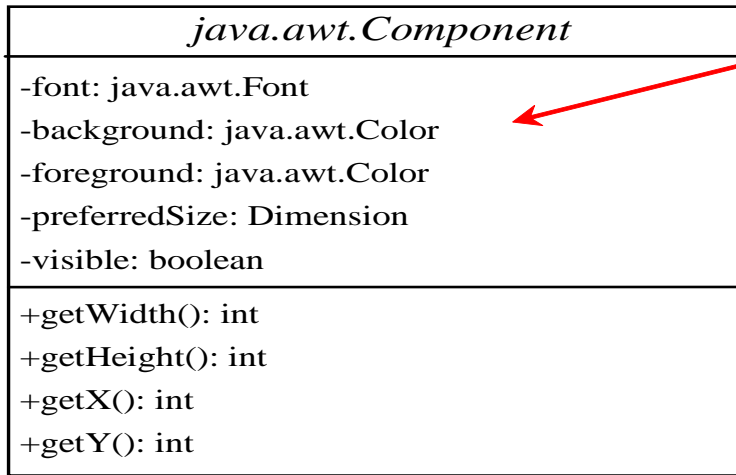 java.awt.Component
-font: java.awt.Font
-background: java.awt.Color
-foreground: java.awt.Color
-preferredSize: Dimension
-visible: boolean
+getWidth(): int
+getHeight(): int
+getX(): int
+getY(): int